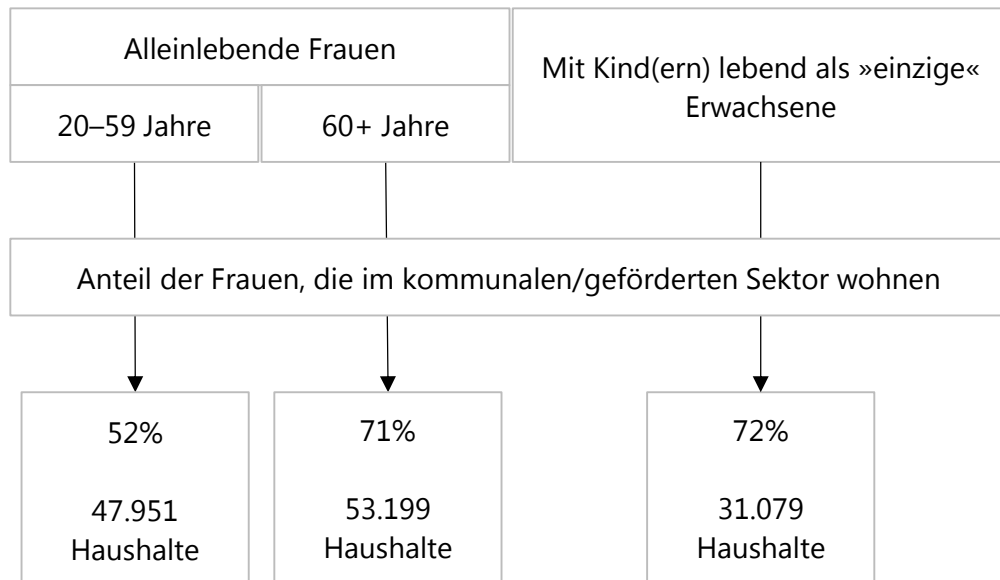 Alleinlebende Frauen
Mit Kind(ern) lebend als »einzige«
Erwachsene
20–59 Jahre
60+ Jahre
Anteil der Frauen, die im kommunalen/geförderten Sektor wohnen
52%
47.951
Haushalte
71%
53.199
Haushalte
72%
31.079
Haushalte